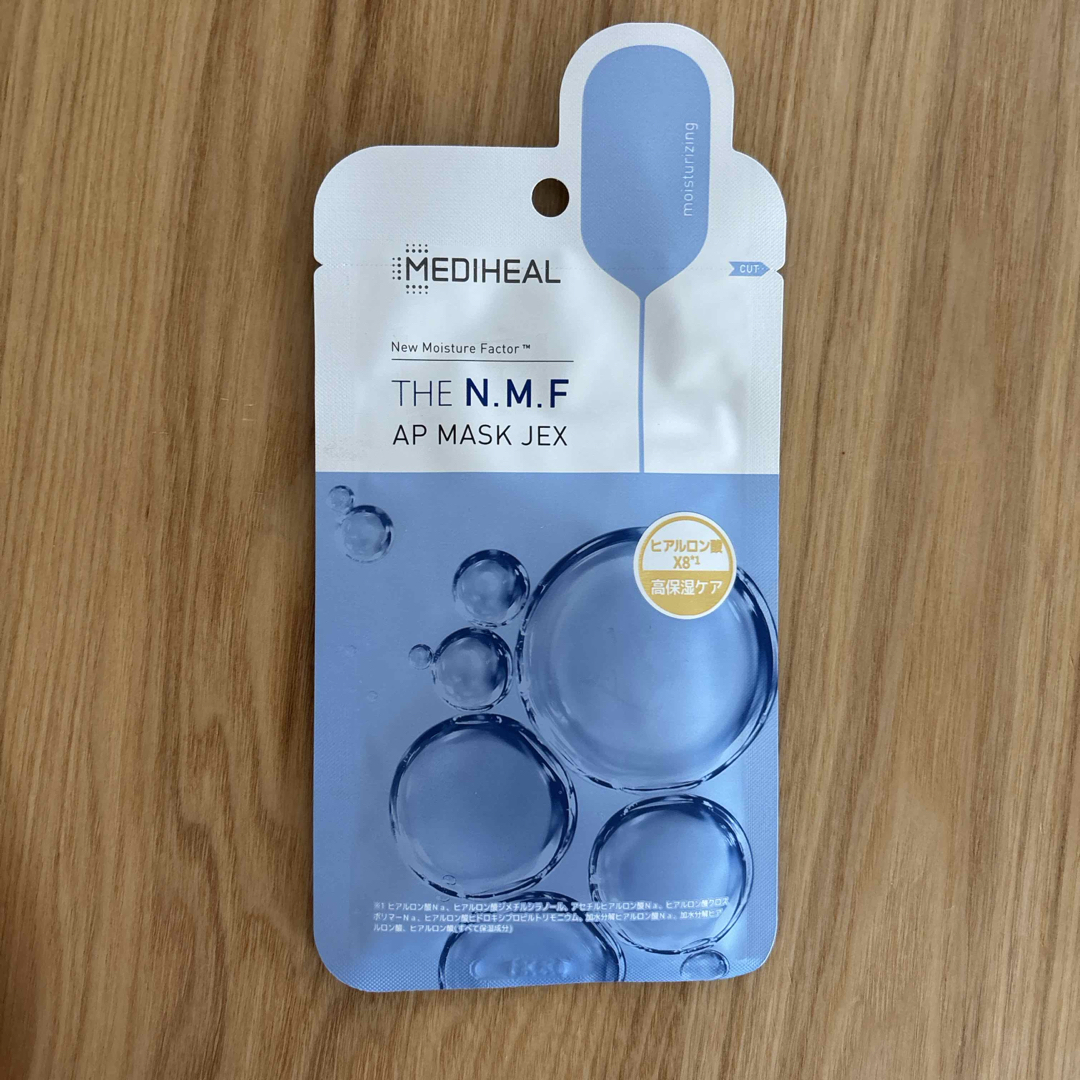 moisturizing
MEDIHEAL
CUT
New Moisture Factor™
THE N.M.F
AP MASK JEX
ヒアルロン酸
X8*1
高保湿ケア
※1 ヒアルロン酸Na、ヒアルロン酸ジメチルシラノール、アセチルヒアルロン酸Na、ヒアルロン酸クロス
ポリマーNa、ヒアルロン酸ヒドロキシプロピルトリモニウム、加水分解ヒアルロン酸Na、加水分解ヒア
ルロン酸、ヒアルロン酸(すべて保湿成分)